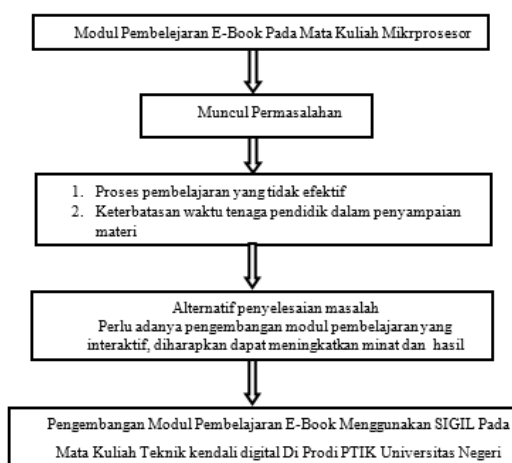 Modul Pembelejaran E-Book Pada Mata Kuliah Mikrprosesor
Muncul Permasalahan
1. Proses pembelajaran yang tidak efektif
2. Keterbatasan waktu tenaga pendidik dalam penyampaian
materi
Alternatif penyelesaian masalah
Perlu adanya pengembangan modul pembelajaran yang
interaktif, diharapkan dapat meningkatkan minat dan hasil
Pengembangan Modul Pembelajaran E-Book Menggunakan SIGIL Pada
Mata Kuliah Teknik kendali digital Di Prodi PTIK Universitas Negeri